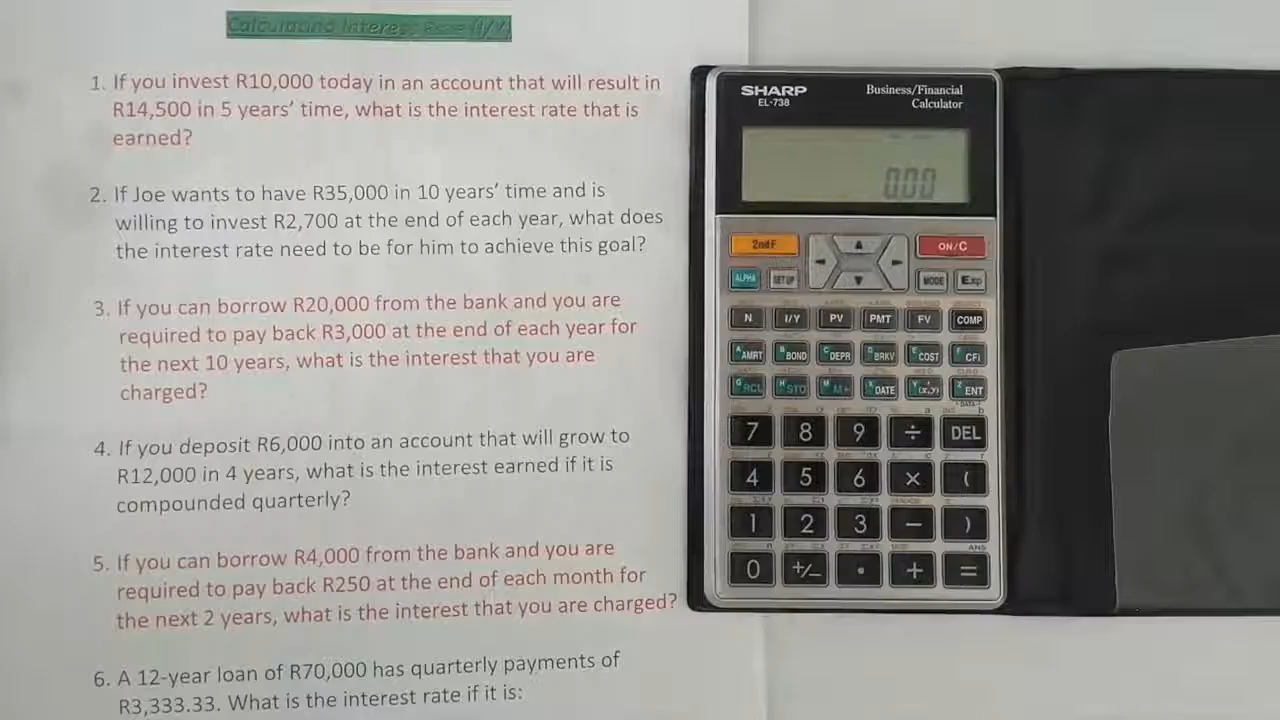 Calculating Interest Rate (I/Y)
1. If you invest R10,000 today in an account that will result in
R14,500 in 5 years' time, what is the interest rate that is
earned?
2. If Joe wants to have R35,000 in 10 years' time and is
willing to invest R2,700 at the end of each year, what does
the interest rate need to be for him to achieve this goal?
3. If you can borrow R20,000 from the bank and you are
required to pay back R3,000 at the end of each year for
the next 10 years, what is the interest that you are
charged?
4. If you deposit R6,000 into an account that will grow to
R12,000 in 4 years, what is the interest earned if it is
compounded quarterly?
5. If you can borrow R4,000 from the bank and you are
required to pay back R250 at the end of each month for
the next 2 years, what is the interest that you are charged?
6. A 12-year loan of R70,000 has quarterly payments of
R3,333.33. What is the interest rate if it is:
SHARP
EL-738
Business/Financial
Calculator
000
2ndF
ON/C
ALPHA SET UP MODE Exp
N I/Y PV PMT FV COMP
A AMRT B BOND C DEPR D BRKV E COST F CFi
G RCL H STO M M+ X DATE Y (x,y) Z ENT
7 8 9 ÷ DEL
4 5 6 × (
1 2 3 − )
ANS
0 +/− • + =